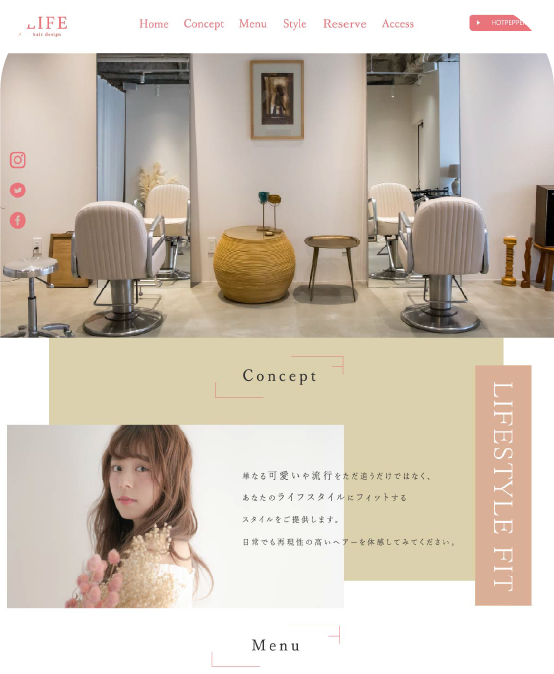 LIFE
hair design
Home Concept Menu Style Reserve Access
HOTPEPPER
Concept
LIFESTYLE FIT
単なる可愛いや流行をただ追うだけではなく、
あなたのライフスタイルにフィットする
スタイルをご提供します。
日常でも再現性の高いヘアーを体感してみてください。
Menu